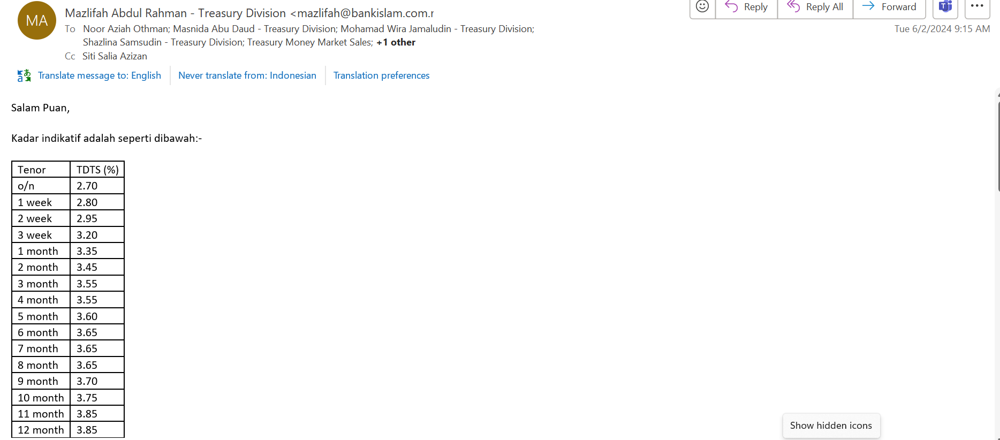 MA
Mazlifah Abdul Rahman - Treasury Division <mazlifah@bankislam.com.r
Reply
Reply All
Forward
To Noor Aziah Othman; Masnida Abu Daud - Treasury Division; Mohamad Wira Jamaludin - Treasury Division;
Tue 6/2/2024 9:15 AM
Shazlina Samsudin - Treasury Division; Treasury Money Market Sales; +1 other
Cc Siti Salia Azizan
Translate message to: English
Never translate from: Indonesian
Translation preferences
Salam Puan,
Kadar indikatif adalah seperti dibawah:-
Tenor TDTS (%)
o/n 2.70
1 week 2.80
2 week 2.95
3 week 3.20
1 month 3.35
2 month 3.45
3 month 3.55
4 month 3.55
5 month 3.60
6 month 3.65
7 month 3.65
8 month 3.65
9 month 3.70
10 month 3.75
11 month 3.85
12 month 3.85
Show hidden icons